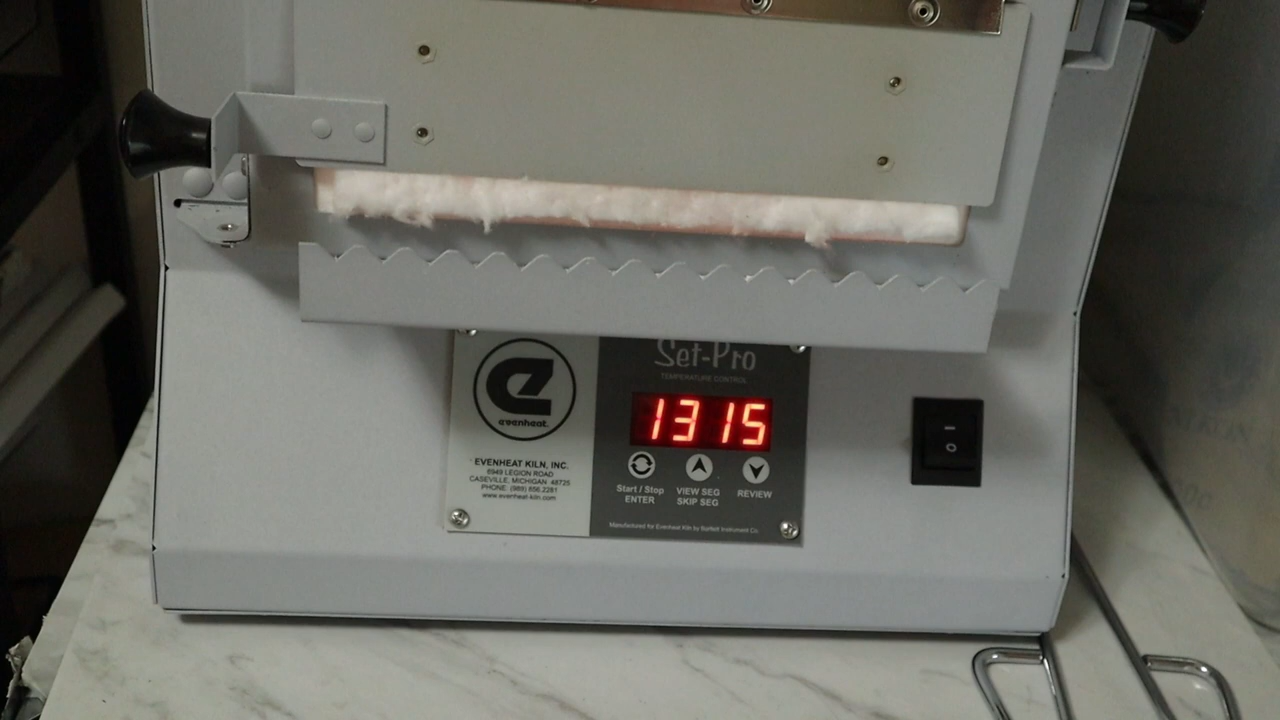 Set-Pro
TEMPERATURE CONTROL
1315
evenheat.
EVENHEAT KILN, INC.
6949 LEGION ROAD
CASEVILLE, MICHIGAN 48725
PHONE: (989) 856.2281
www.evenheat-kiln.com
Start / Stop
ENTER
VIEW SEG
SKIP SEG
REVIEW
Manufactured for Evenheat Kiln by Bartlett Instrument Co.